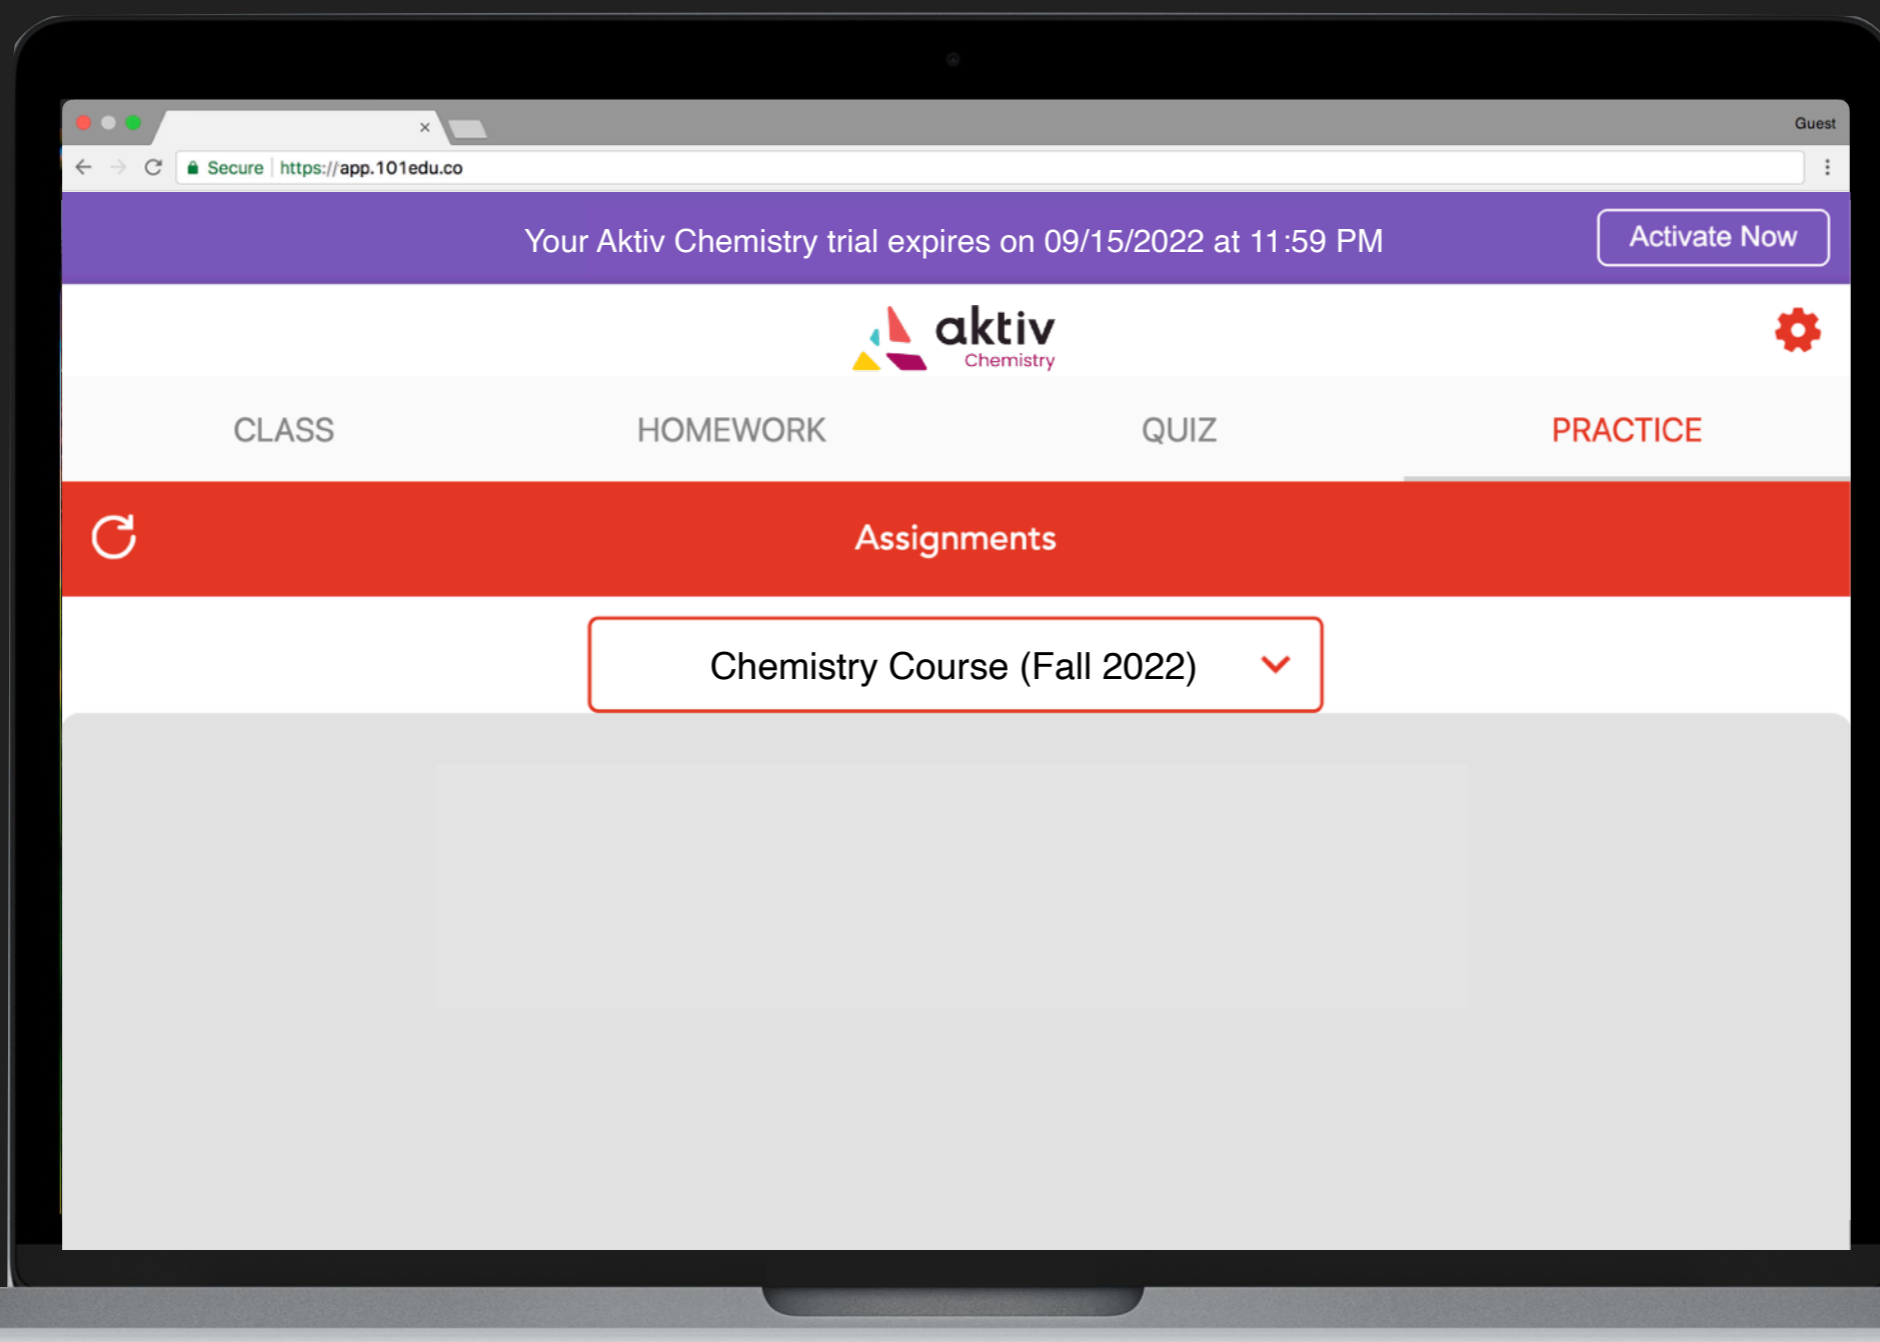 Guest
Secure https://app.101edu.co
Your Aktiv Chemistry trial expires on 09/15/2022 at 11:59 PM
Activate Now
aktiv
Chemistry
CLASS HOMEWORK QUIZ PRACTICE
Assignments
Chemistry Course (Fall 2022)